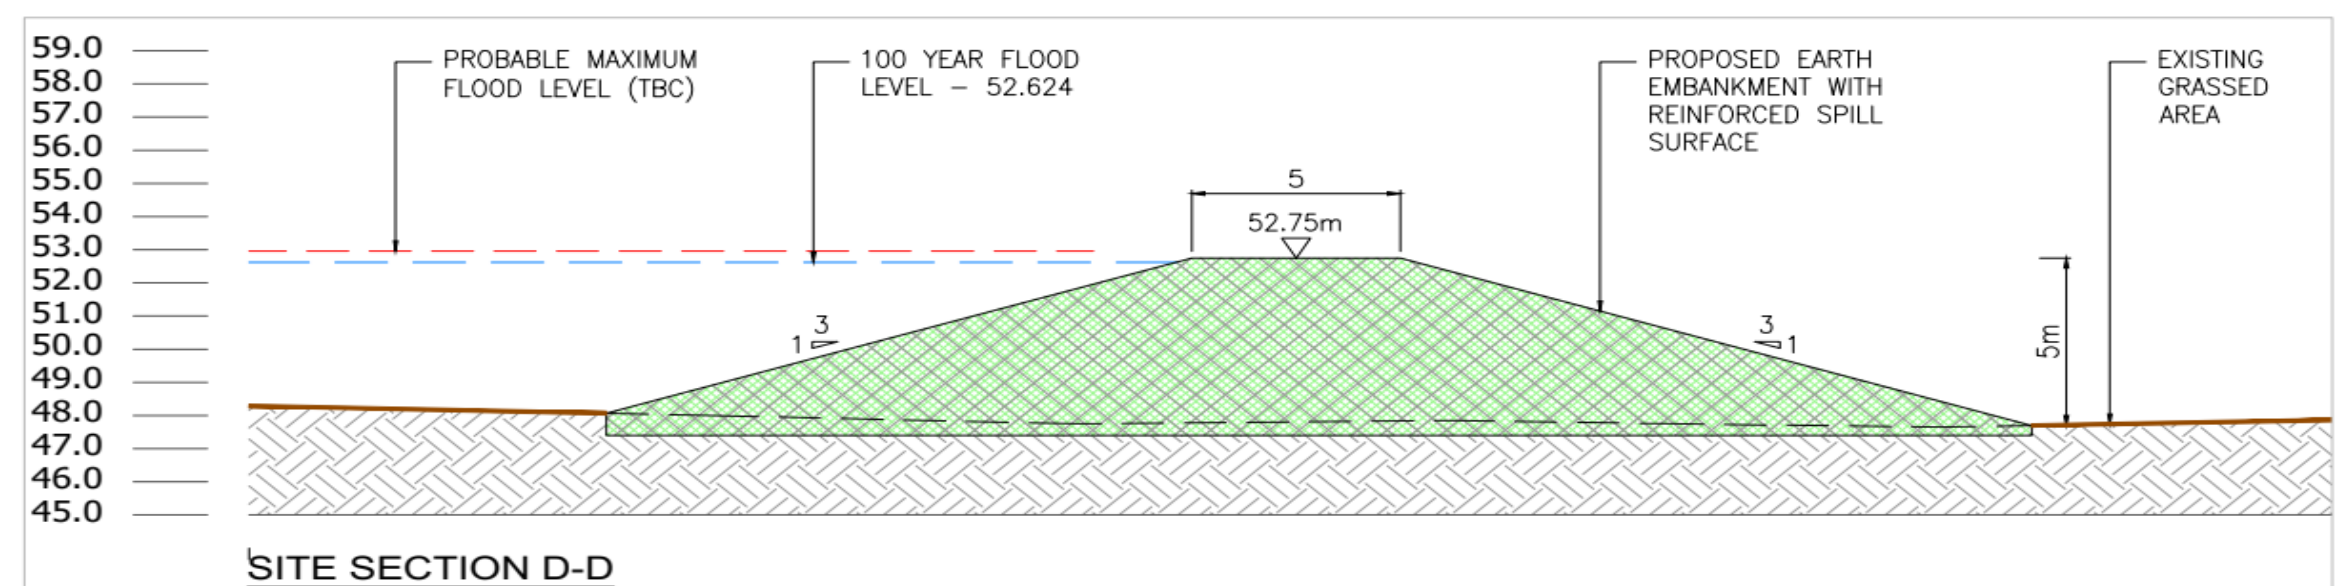 59.0
58.0
57.0
56.0
55.0
54.0
53.0
52.0
51.0
50.0
49.0
48.0
47.0
46.0
45.0
PROBABLE MAXIMUM
FLOOD LEVEL (TBC)
100 YEAR FLOOD
LEVEL – 52.624
PROPOSED EARTH
EMBANKMENT WITH
REINFORCED SPILL
SURFACE
EXISTING
GRASSED
AREA
5
52.75m
3
1
3
1
5m
SITE SECTION D-D